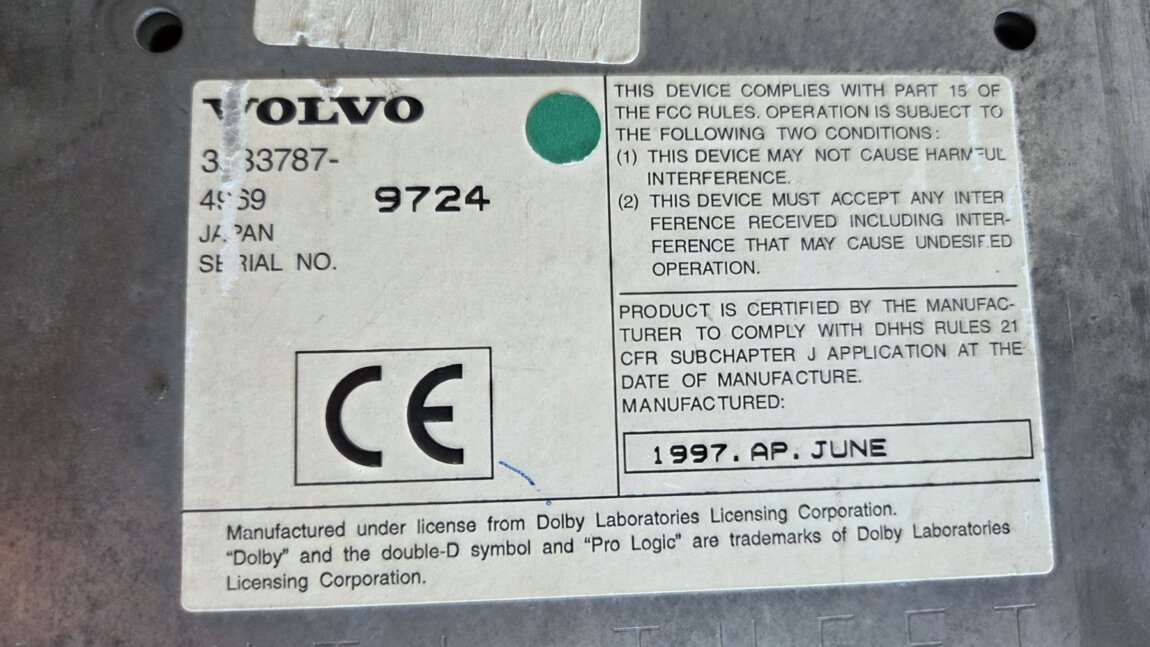 VOLVO
9724
JAPAN
SERIAL NO.
CE
THIS DEVICE COMPLIES WITH PART 15 OF
THE FCC RULES. OPERATION IS SUBJECT TO
THE FOLLOWING TWO CONDITIONS:
(1) THIS DEVICE MAY NOT CAUSE HARMFUL
INTERFERENCE.
(2) THIS DEVICE MUST ACCEPT ANY INTER
FERENCE RECEIVED INCLUDING INTER-
FERENCE THAT MAY CAUSE UNDESIRED
OPERATION.
PRODUCT IS CERTIFIED BY THE MANUFAC-
TURER TO COMPLY WITH DHHS RULES 21
CFR SUBCHAPTER J APPLICATION AT THE
DATE OF MANUFACTURE.
MANUFACTURED:
1997. AP. JUNE
Manufactured under license from Dolby Laboratories Licensing Corporation.
“Dolby” and the double-D symbol and “Pro Logic” are trademarks of Dolby Laboratories
Licensing Corporation.
THEFT